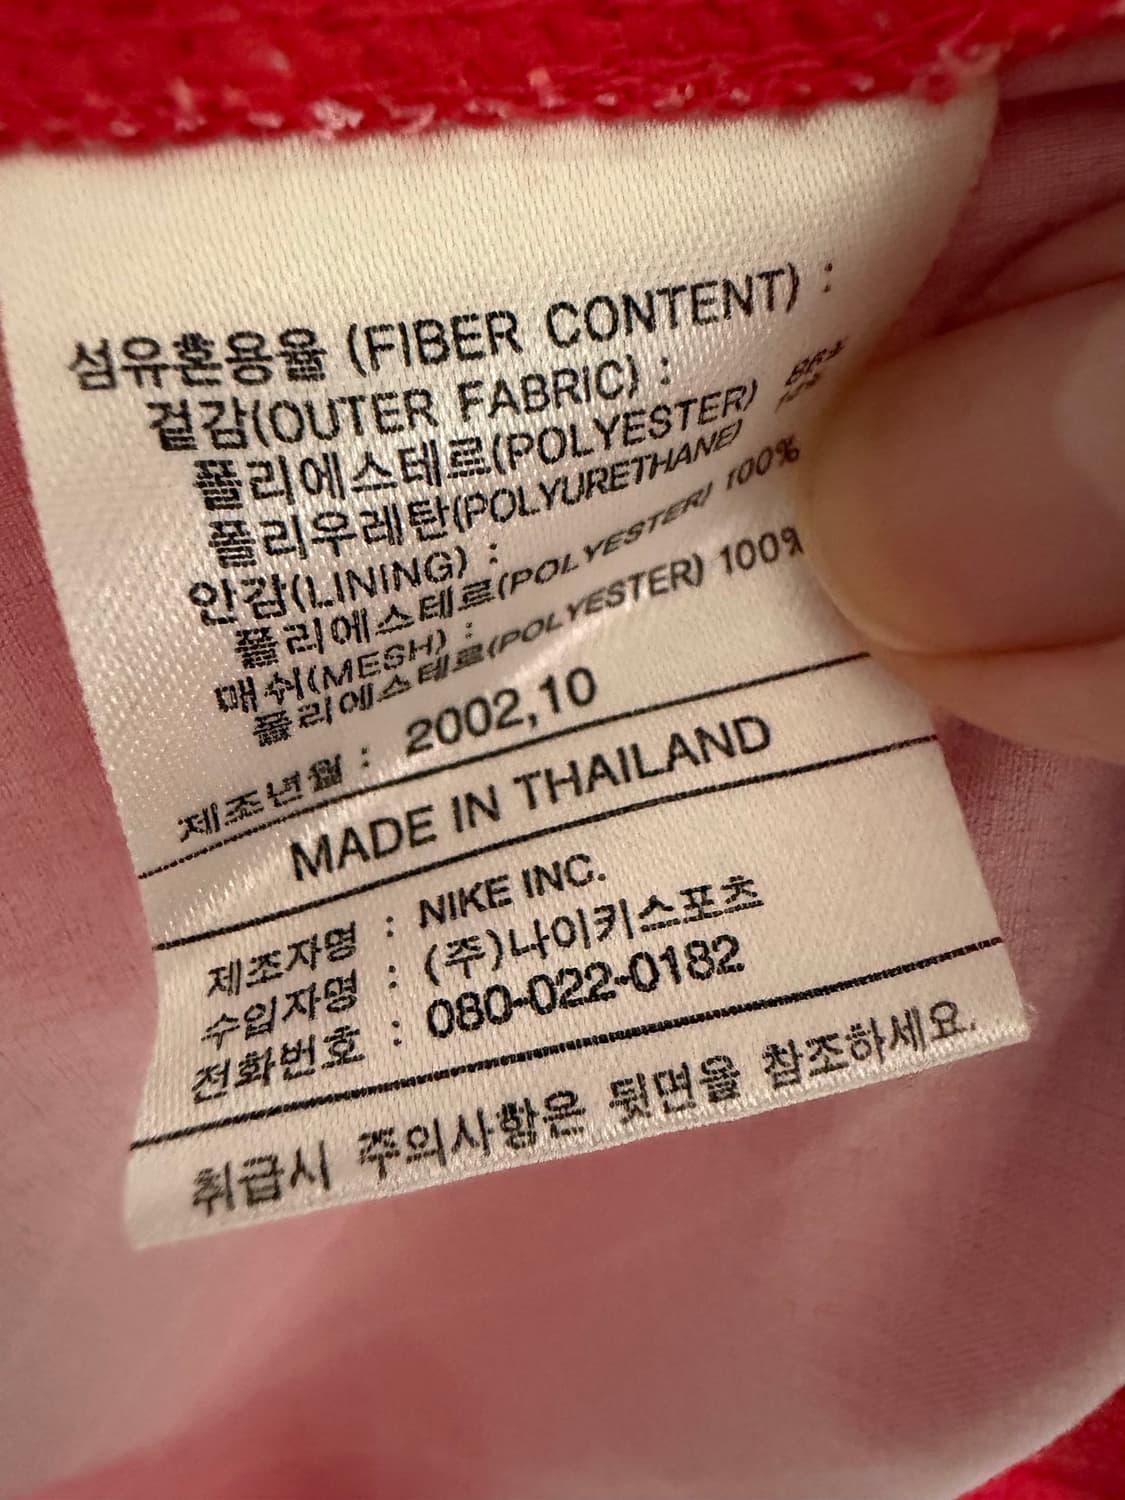 섬유혼용율 (FIBER CONTENT) :
겉감(OUTER FABRIC) :
폴리에스테르(POLYESTER)
폴리우레탄(POLYURETHANE)
안감(LINING) :
폴리에스테르(POLYESTER) 100%
매쉬(MESH) :
폴리에스테르(POLYESTER) 100%
제조년월 : 2002,10
MADE IN THAILAND
제조자명 : NIKE INC.
수입자명 : (주)나이키스포츠
전화번호 : 080-022-0182
취급시 주의사항은 뒷면을 참조하세요.